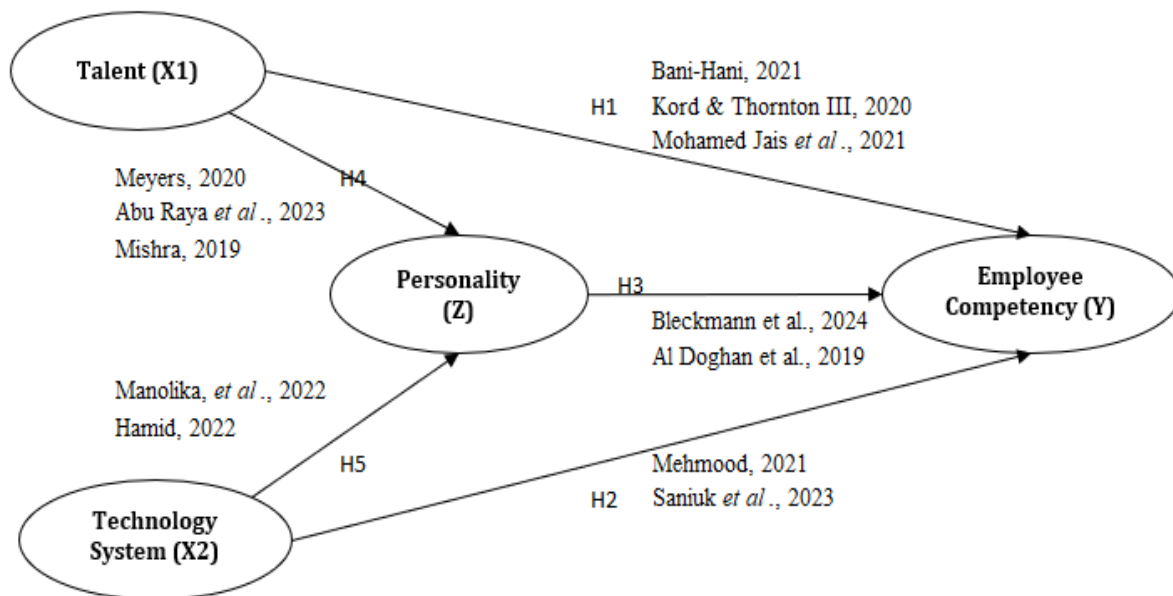 Talent (X1)
Bani-Hani, 2021
H1
Kord & Thornton III, 2020
Mohamed Jais et al., 2021
H4
Meyers, 2020
Abu Raya et al., 2023
Mishra, 2019
Personality
(Z)
H3
Employee
Competency (Y)
Bleckmann et al., 2024
Al Doghan et al., 2019
Manolika, et al., 2022
Hamid, 2022
H5
Mehmood, 2021
H2
Saniuk et al., 2023
Technology
System (X2)